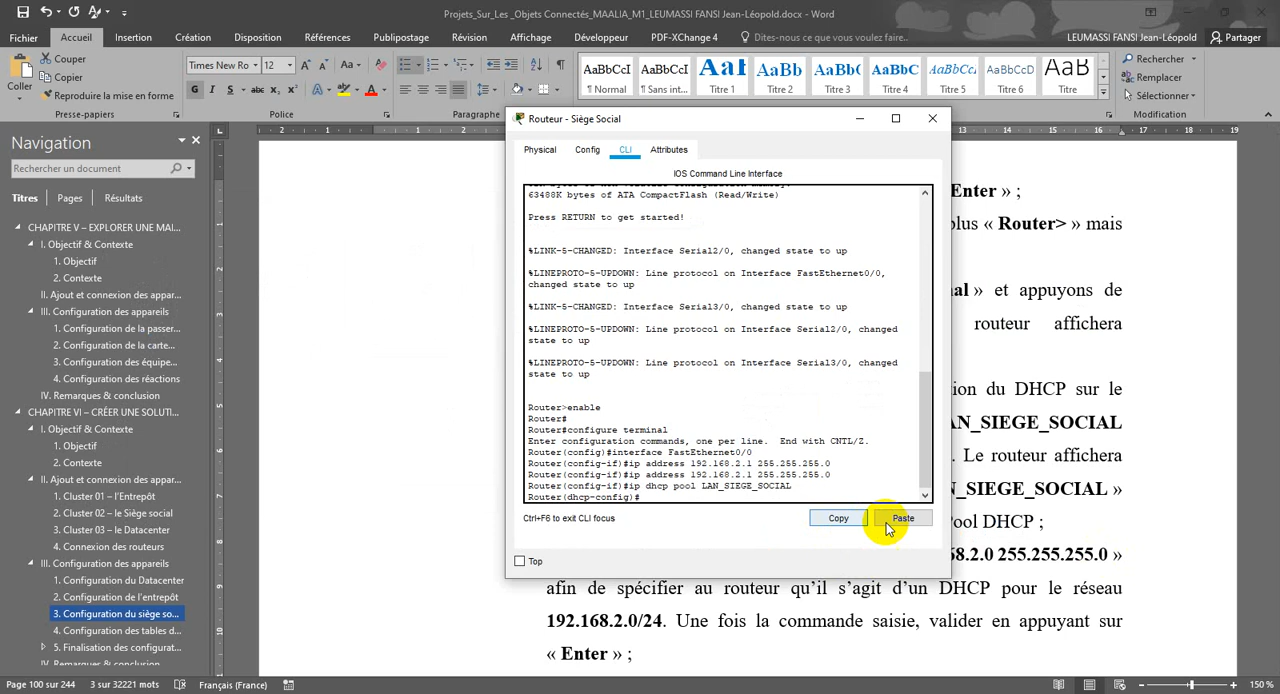 Projets_Sur_Les _Objets Connectés_MAALIA_M1_LEUMASSI FANSI Jean-Léopold.docx - Word
Fichier Accueil Insertion Création Disposition Références Publipostage Révision Affichage Développeur PDF-XChange 4 Dites-nous ce que vous voulez faire.. LEUMASSI FANSI Jean-Léopold Partager
Coller
Couper
Copier
Reproduire la mise en forme
Presse-papiers
Times New Ro 12
G I S abc x₂ x²
Police
Paragraphe
AaBbCcI AaBbCcI AaBl AaBbC AaBb( AaBbC AaBbCcI AaBbCcI AaBb
¶ Normal ¶ Sans int... Titre 1 Titre 2 Titre 3 Titre 4 Titre 5 Titre 6 Titre
Rechercher
Remplacer
Sélectionner
Modification
Navigation
Rechercher un document
Titres Pages Résultats
CHAPITRE V – EXPLORER UNE MAI...
I. Objectif & Contexte
1. Objectif
2. Contexte
II. Ajout et connexion des appar...
III. Configuration des appareils
1. Configuration de la passer...
2. Configuration de la carte...
3. Configuration des équipe...
4. Configuration des réactions
IV. Remarques & conclusion
CHAPITRE VI – CRÉER UNE SOLUTI...
I. Objectif & Contexte
1. Objectif
2. Contexte
II. Ajout et connexion des appar...
1. Cluster 01 – l'Entrepôt
2. Cluster 02 – le Siège social
3. Cluster 03 – le Datacenter
4. Connexion des routeurs
III. Configuration des appareils
1. Configuration du Datacenter
2. Configuration de l'entrepôt
3. Configuration du siège so...
4. Configuration des tables d...
5. Finalisation des configurat...
IV. Remarques & conclusion
Routeur - Siège Social
Physical Config CLI Attributes
IOS Command Line Interface
63488K bytes of ATA CompactFlash (Read/Write)
Press RETURN to get started!
%LINK-5-CHANGED: Interface Serial2/0, changed state to up
%LINEPROTO-5-UPDOWN: Line protocol on Interface FastEthernet0/0,
changed state to up
%LINK-5-CHANGED: Interface Serial3/0, changed state to up
%LINEPROTO-5-UPDOWN: Line protocol on Interface Serial2/0, changed
state to up
%LINEPROTO-5-UPDOWN: Line protocol on Interface Serial3/0, changed
state to up
Router>enable
Router#
Router#configure terminal
Enter configuration commands, one per line. End with CNTL/Z.
Router(config)#interface FastEthernet0/0
Router(config-if)#ip address 192.168.2.1 255.255.255.0
Router(config-if)#ip address 192.168.2.1 255.255.255.0
Router(config-if)#ip dhcp pool LAN_SIEGE_SOCIAL
Router(dhcp-config)#
Ctrl+F6 to exit CLI focus
Copy Paste
Top
Enter » ;
plus « Router> » mais
nal » et appuyons de
routeur affichera
ion du DHCP sur le
AN_SIEGE_SOCIAL
. Le routeur affichera
AN_SIEGE_SOCIAL »
Pool DHCP ;
68.2.0 255.255.255.0 »
afin de spécifier au routeur qu'il s'agit d'un DHCP pour le réseau
192.168.2.0/24. Une fois la commande saisie, valider en appuyant sur
« Enter » ;
Page 100 sur 244 3 sur 32221 mots Français (France) 150 %